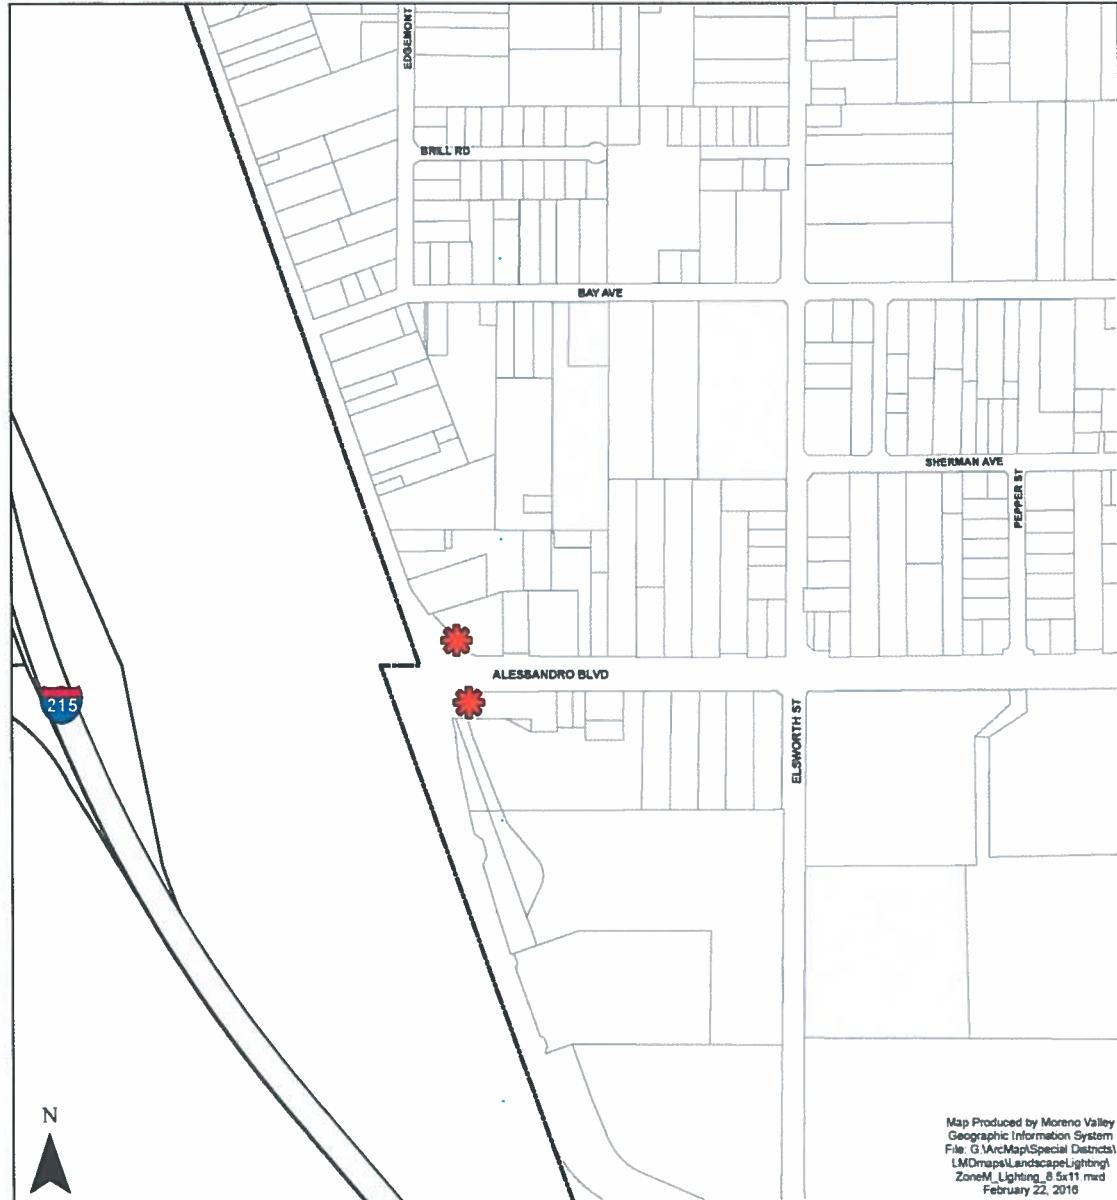 EDGEMONT
BRILL RD
BAY AVE
SHERMAN AVE
PEPPER ST
ALESSANDRO BLVD
215
ELSWORTH ST
N
Map Produced by Moreno Valley
Geographic Information System
File: G:\ArcMap\Special Districts\
LMDmaps\LandscapeLighting\
ZoneM_Lighting_8.5x11.mxd
February 22, 2016